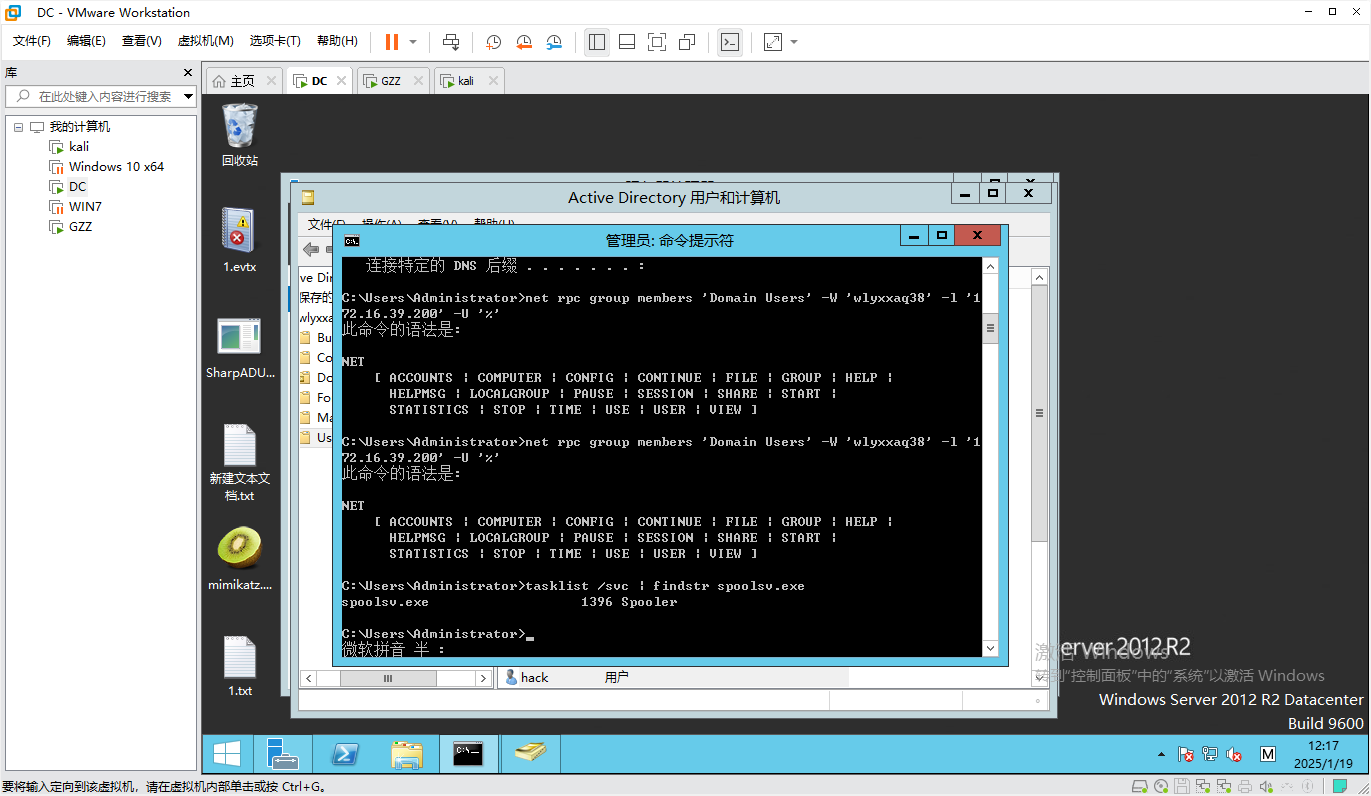 DC - VMware Workstation
文件(F) 编辑(E) 查看(V) 虚拟机(M) 选项卡(T) 帮助(H)
库
在此处键入内容进行搜索
我的计算机
kali
Windows 10 x64
DC
WIN7
GZZ
主页 DC GZZ kali
回收站
1.evtx
SharpADU...
新建文本文
档.txt
mimikatz....
1.txt
Active Directory 用户和计算机
文件(F) 操作(A) 查看(V) 帮助(H)
ve Dir
保存的
wlyxxa
Bu
Co
Do
Fo
Ma
Us
管理员: 命令提示符
连接特定的 DNS 后缀 . . . . . . . :
C:\Users\Administrator>net rpc group members 'Domain Users' -W 'wlyxxaq38' -l '1
72.16.39.200' -U '%'
此命令的语法是:
NET
[ ACCOUNTS | COMPUTER | CONFIG | CONTINUE | FILE | GROUP | HELP |
HELPMSG | LOCALGROUP | PAUSE | SESSION | SHARE | START |
STATISTICS | STOP | TIME | USE | USER | VIEW ]
C:\Users\Administrator>net rpc group members 'Domain Users' -W 'wlyxxaq38' -l '1
72.16.39.200' -U '%'
此命令的语法是:
NET
[ ACCOUNTS | COMPUTER | CONFIG | CONTINUE | FILE | GROUP | HELP |
HELPMSG | LOCALGROUP | PAUSE | SESSION | SHARE | START |
STATISTICS | STOP | TIME | USE | USER | VIEW ]
C:\Users\Administrator>tasklist /svc | findstr spoolsv.exe
spoolsv.exe 1396 Spooler
C:\Users\Administrator>_
微软拼音 半 :
hack 用户
erver 2012 R2
激活 Windows
转到"控制面板"中的"系统"以激活 Windows
Windows Server 2012 R2 Datacenter
Build 9600
C:\
M
12:17
2025/1/19
要将输入定向到该虚拟机，请在虚拟机内部单击或按 Ctrl+G。